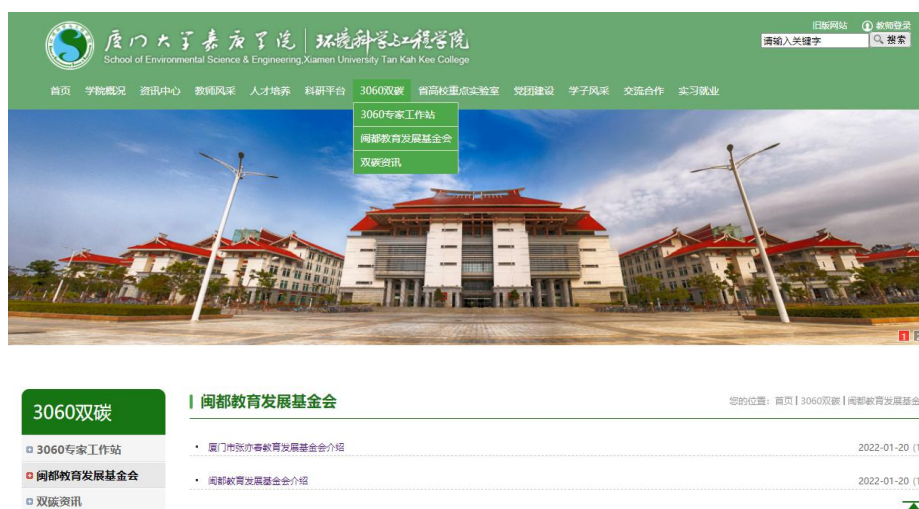 旧版网站 教师登录
厦门大学嘉庚学院 环境科学与工程学院
School of Environmental Science & Engineering,Xiamen University Tan Kah Kee College
请输入关键字 搜索
首页 学院概况 资讯中心 教师风采 人才培养 科研平台 3060双碳 省高校重点实验室 党团建设 学子风采 交流合作 实习就业
3060专家工作站
闽都教育发展基金会
双碳资讯
1 2
3060双碳
3060专家工作站
闽都教育发展基金会
双碳资讯
闽都教育发展基金会
您的位置：首页 | 3060双碳 | 闽都教育发展基金会
· 厦门市张亦春教育发展基金会介绍 2022-01-20 (1
· 闽都教育发展基金会介绍 2022-01-20 (1